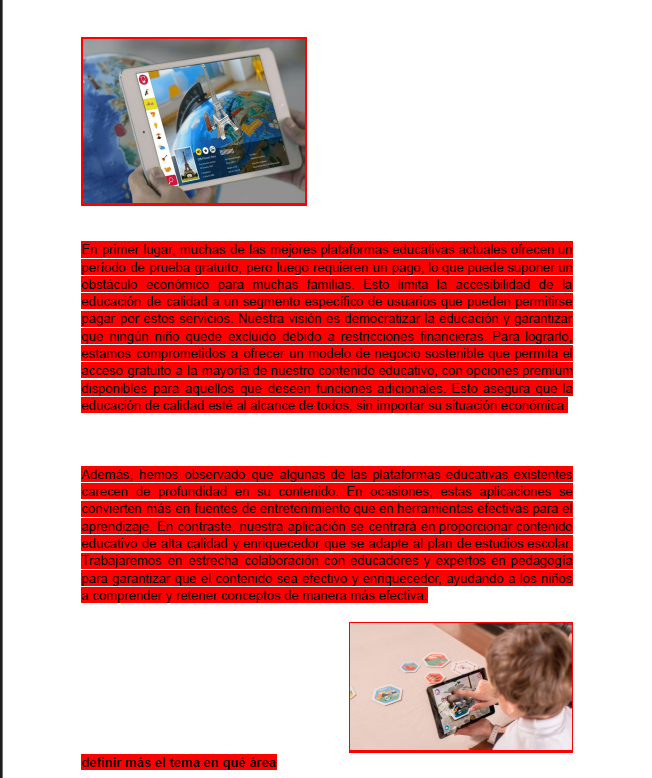 En primer lugar, muchas de las mejores plataformas educativas actuales ofrecen un
período de prueba gratuito, pero luego requieren un pago, lo que puede suponer un
obstáculo económico para muchas familias. Esto limita la accesibilidad de la
educación de calidad a un segmento específico de usuarios que pueden permitirse
pagar por estos servicios. Nuestra visión es democratizar la educación y garantizar
que ningún niño quede excluido debido a restricciones financieras. Para lograrlo,
estamos comprometidos a ofrecer un modelo de negocio sostenible que permita el
acceso gratuito a la mayoría de nuestro contenido educativo, con opciones premium
disponibles para aquellos que deseen funciones adicionales. Esto asegura que la
educación de calidad esté al alcance de todos, sin importar su situación económica.
Además, hemos observado que algunas de las plataformas educativas existentes
carecen de profundidad en su contenido. En ocasiones, estas aplicaciones se
convierten más en fuentes de entretenimiento que en herramientas efectivas para el
aprendizaje. En contraste, nuestra aplicación se centrará en proporcionar contenido
educativo de alta calidad y enriquecedor que se adapte al plan de estudios escolar.
Trabajaremos en estrecha colaboración con educadores y expertos en pedagogía
para garantizar que el contenido sea efectivo y enriquecedor, ayudando a los niños
a comprender y retener conceptos de manera más efectiva.
definir más el tema en qué área